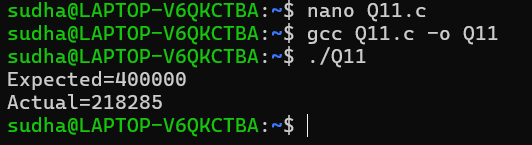 sudha@LAPTOP-V6QKCTBA:~$ nano Q11.c
sudha@LAPTOP-V6QKCTBA:~$ gcc Q11.c -o Q11
sudha@LAPTOP-V6QKCTBA:~$ ./Q11
Expected=400000
Actual=218285
sudha@LAPTOP-V6QKCTBA:~$